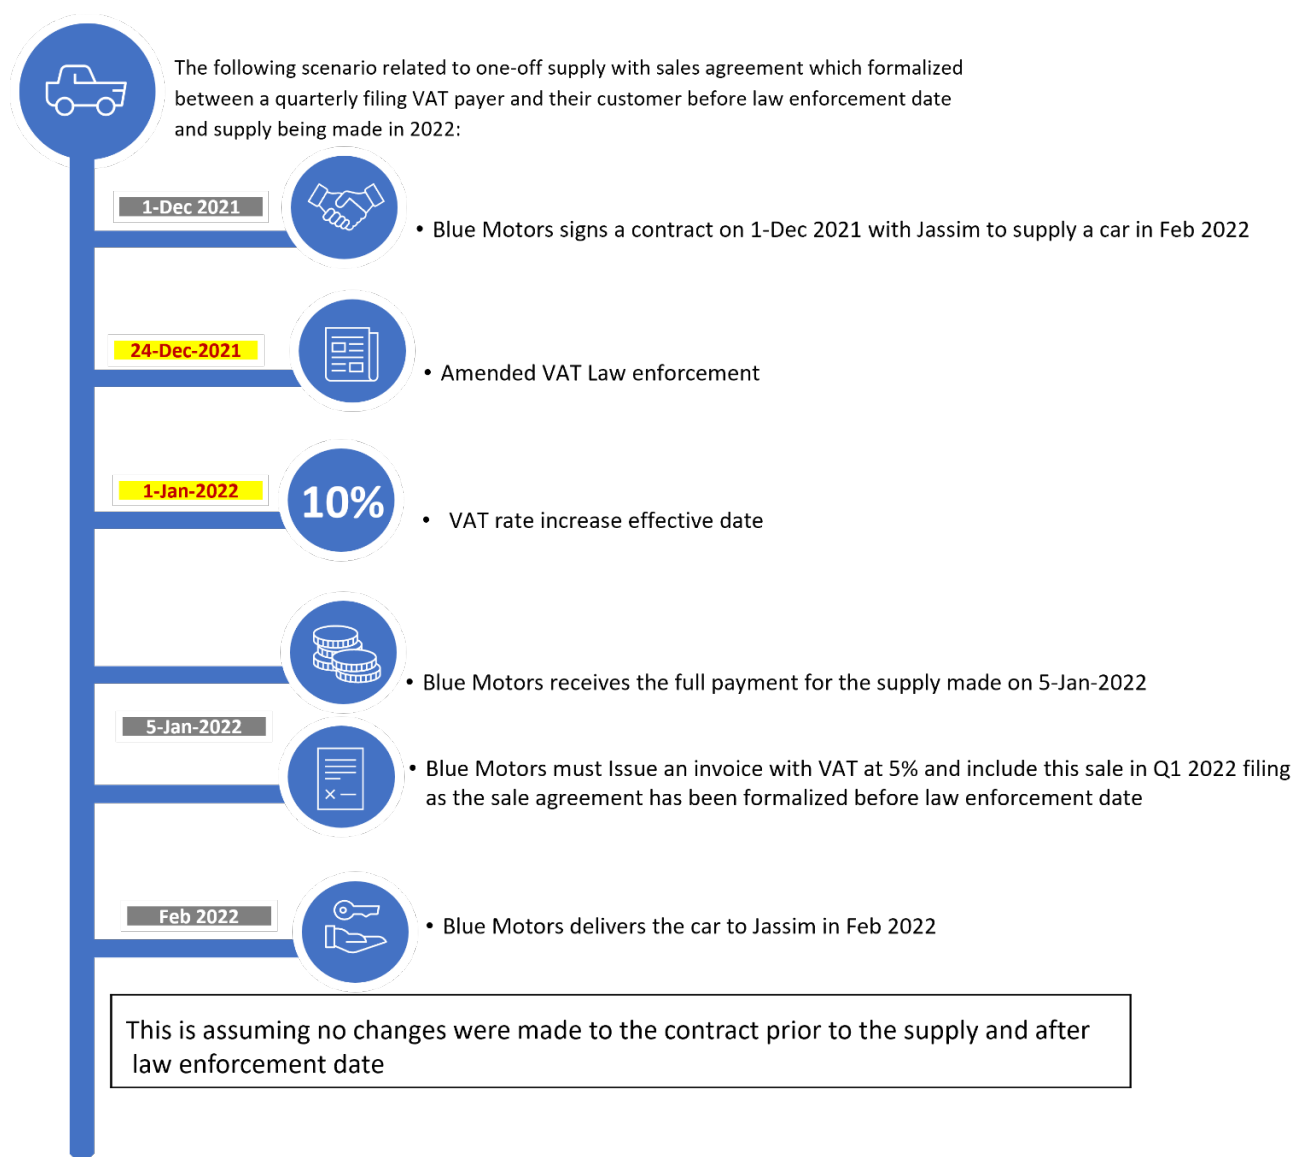 The following scenario related to one-off supply with sales agreement which formalized
between a quarterly filing VAT payer and their customer before law enforcement date
and supply being made in 2022:
1-Dec 2021
• Blue Motors signs a contract on 1-Dec 2021 with Jassim to supply a car in Feb 2022
24-Dec-2021
• Amended VAT Law enforcement
1-Jan-2022
10%
• VAT rate increase effective date
• Blue Motors receives the full payment for the supply made on 5-Jan-2022
5-Jan-2022
• Blue Motors must Issue an invoice with VAT at 5% and include this sale in Q1 2022 filing
as the sale agreement has been formalized before law enforcement date
Feb 2022
• Blue Motors delivers the car to Jassim in Feb 2022
This is assuming no changes were made to the contract prior to the supply and after
law enforcement date